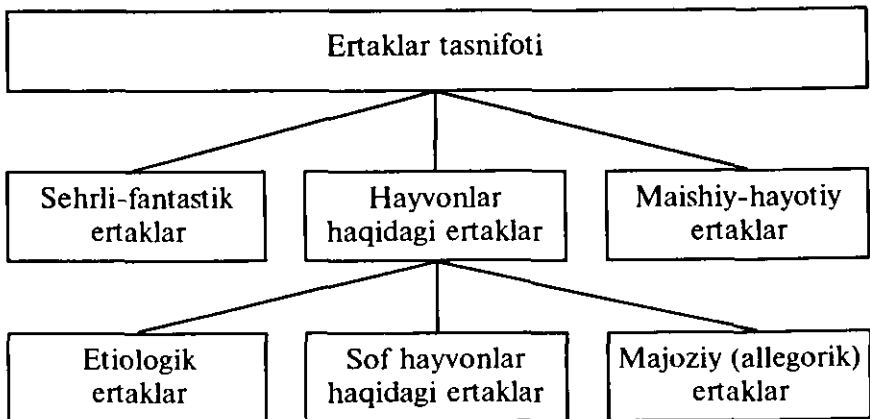 Ertaklar tasnifoti
Sehrli-fantastik
ertaklar
Hayvonlar
haqidagi ertaklar
Maishiy-hayotiy
ertaklar
Etiologik
ertaklar
Sof hayvonlar
haqidagi ertaklar
Majoziy (allegorik)
ertaklar